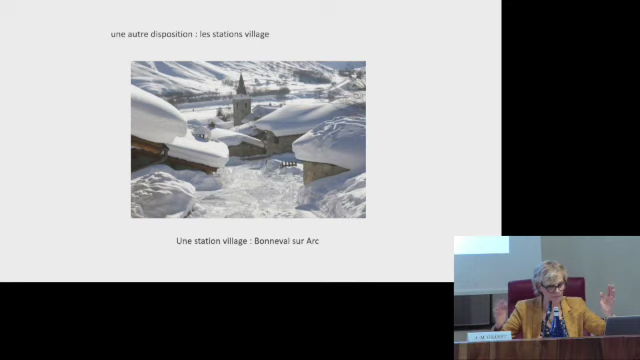 une autre disposition : les stations village
Une station village : Bonneval sur Arc